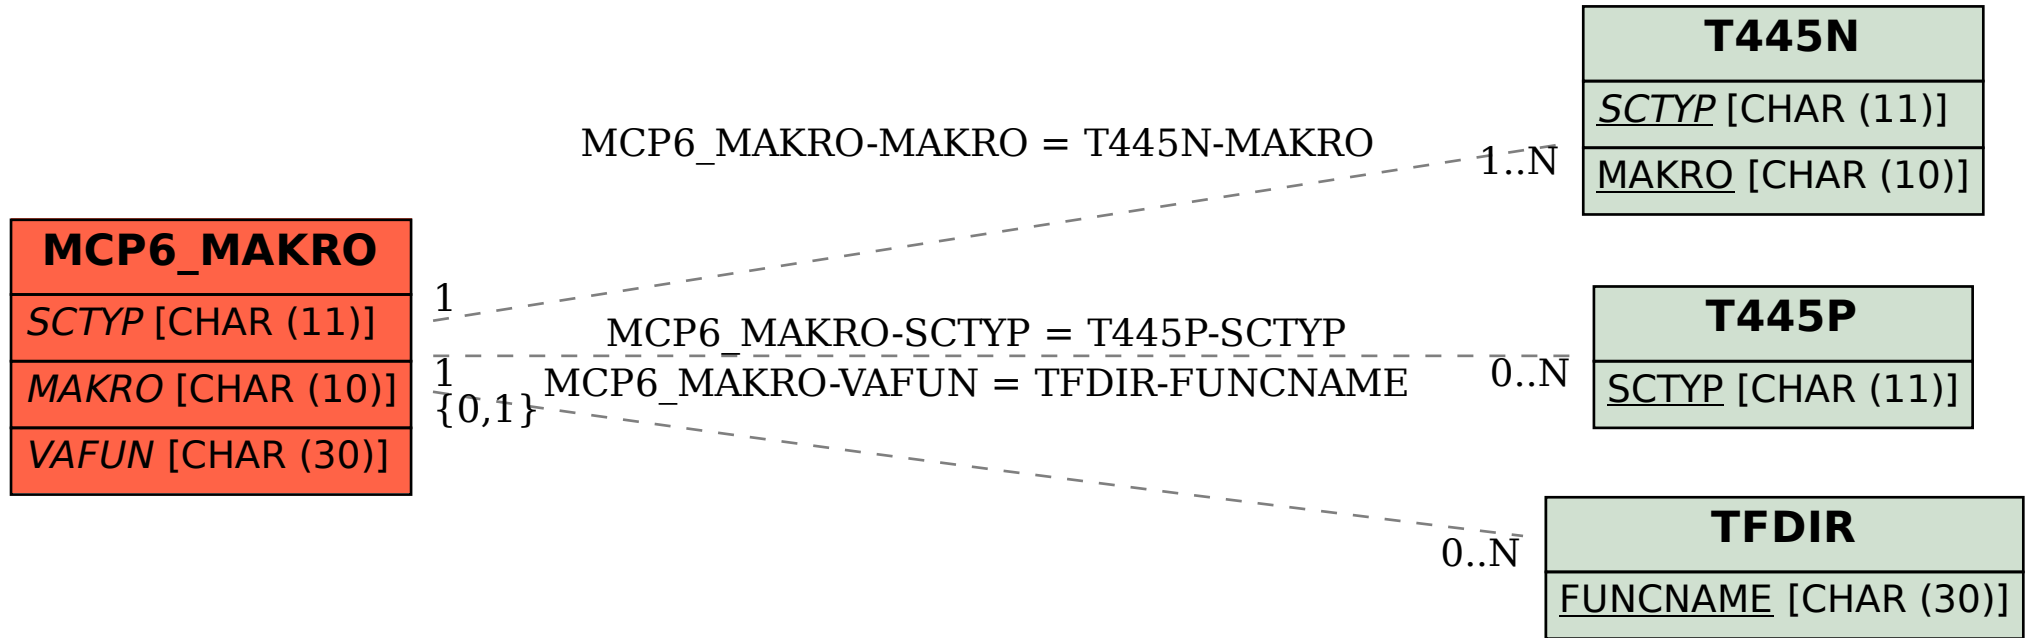 MCP6_MAKRO
SCTYP [CHAR (11)]
MAKRO [CHAR (10)]
VAFUN [CHAR (30)]
MCP6_MAKRO-MAKRO = T445N-MAKRO
1
1..N
MCP6_MAKRO-SCTYP = T445P-SCTYP
1
0..N
MCP6_MAKRO-VAFUN = TFDIR-FUNCNAME
{0,1}
0..N
T445N
SCTYP [CHAR (11)]
MAKRO [CHAR (10)]
T445P
SCTYP [CHAR (11)]
TFDIR
FUNCNAME [CHAR (30)]